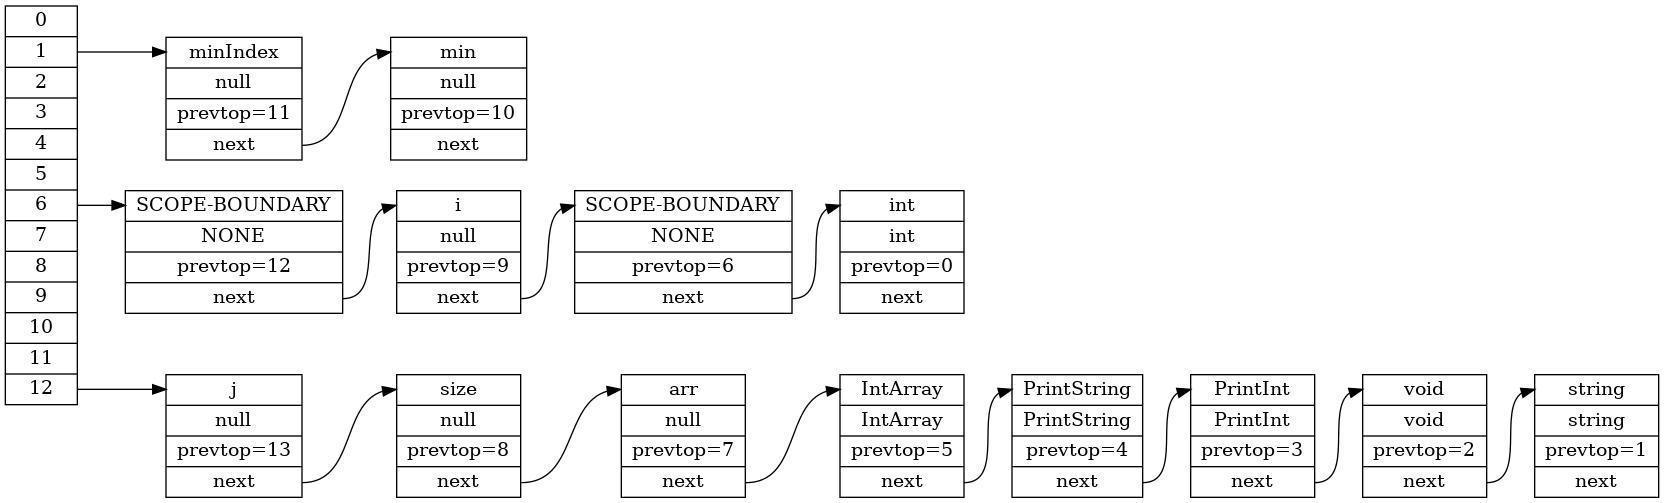 0
1
2
3
4
5
6
7
8
9
10
11
12
minIndex
null
prevtop=11
next
min
null
prevtop=10
next
SCOPE-BOUNDARY
NONE
prevtop=12
next
i
null
prevtop=9
next
SCOPE-BOUNDARY
NONE
prevtop=6
next
int
int
prevtop=0
next
j
null
prevtop=13
next
size
null
prevtop=8
next
arr
null
prevtop=7
next
IntArray
IntArray
prevtop=5
next
PrintString
PrintString
prevtop=4
next
PrintInt
PrintInt
prevtop=3
next
void
void
prevtop=2
next
string
string
prevtop=1
next